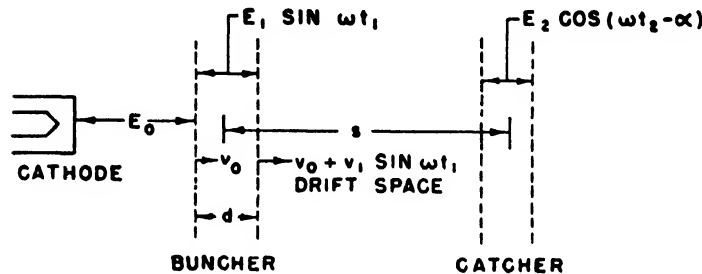 E₁ SIN ωt₁
E₂ COS (ωt₂-α)
E₀
s
CATHODE
v₀
v₀ + v₁ SIN ωt₁
DRIFT SPACE
d
BUNCHER
CATCHER